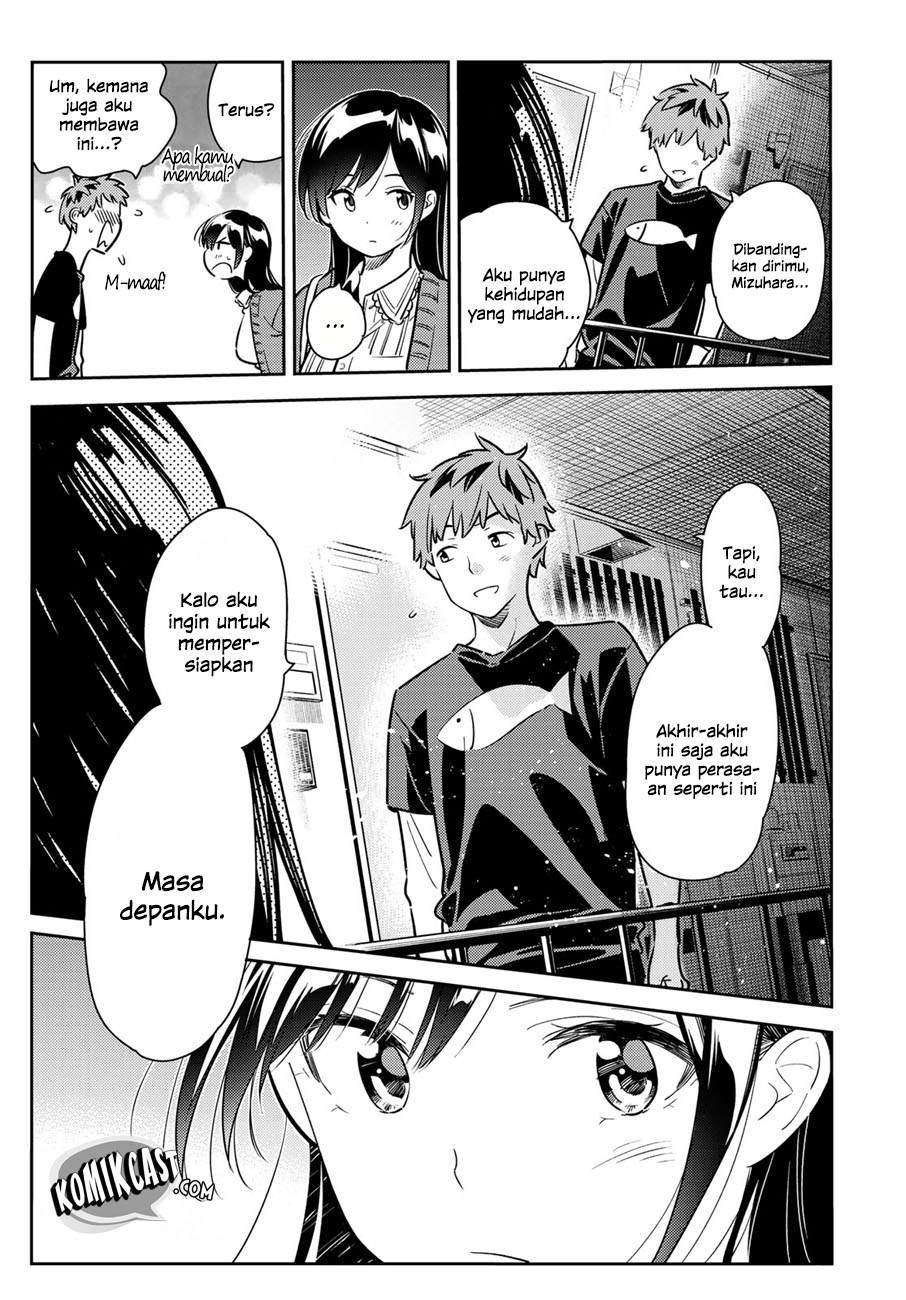 Dibanding-
kan dirimu,
Mizuhara...
Aku punya
kehidupan
yang mudah...
...
Terus?
Um, kemana
juga aku
membawa
ini...?
Apa kamu
membual?
M-maaf!
Tapi,
kau
tau...
Akhir-akhir
ini saja aku
punya perasa-
an seperti ini
Kalo aku
ingin untuk
memper-
siapkan
Masa
depanku.
KOMIKCAST
.COM